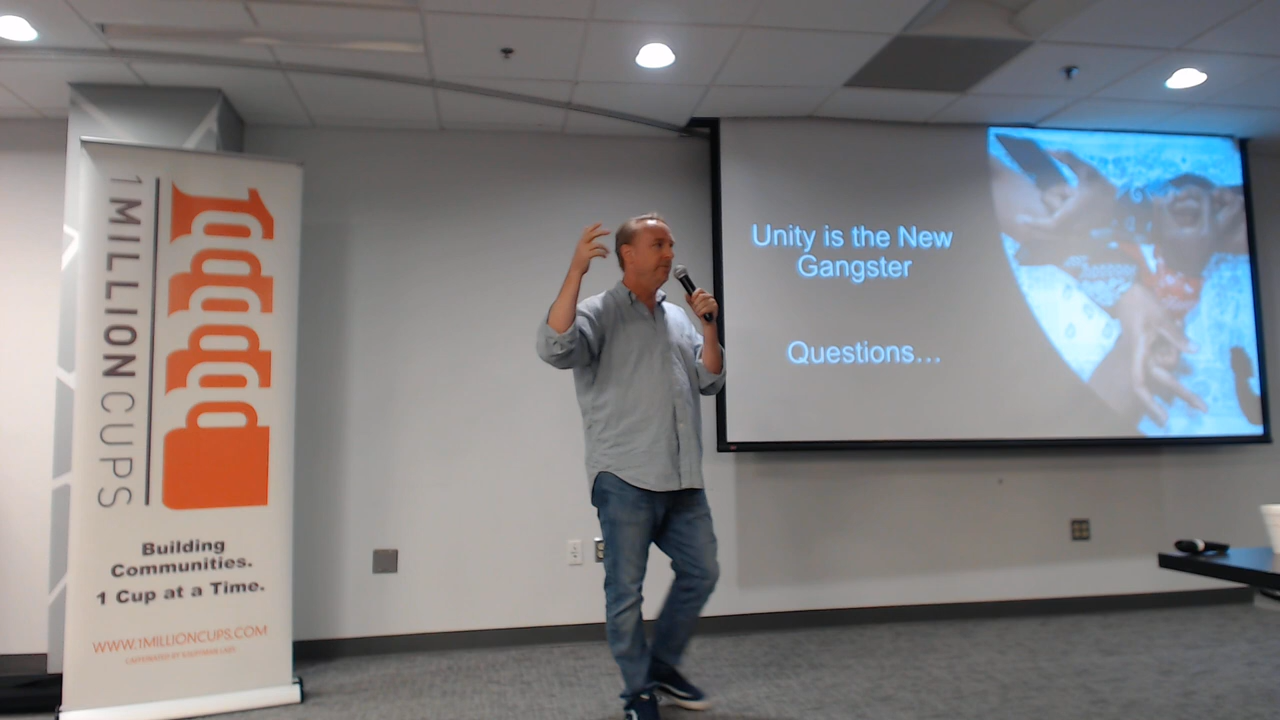 1 MILLION CUPS
Building
Communities.
1 Cup at a Time.
WWW.1MILLIONCUPS.COM
Unity is the New
Gangster
Questions...